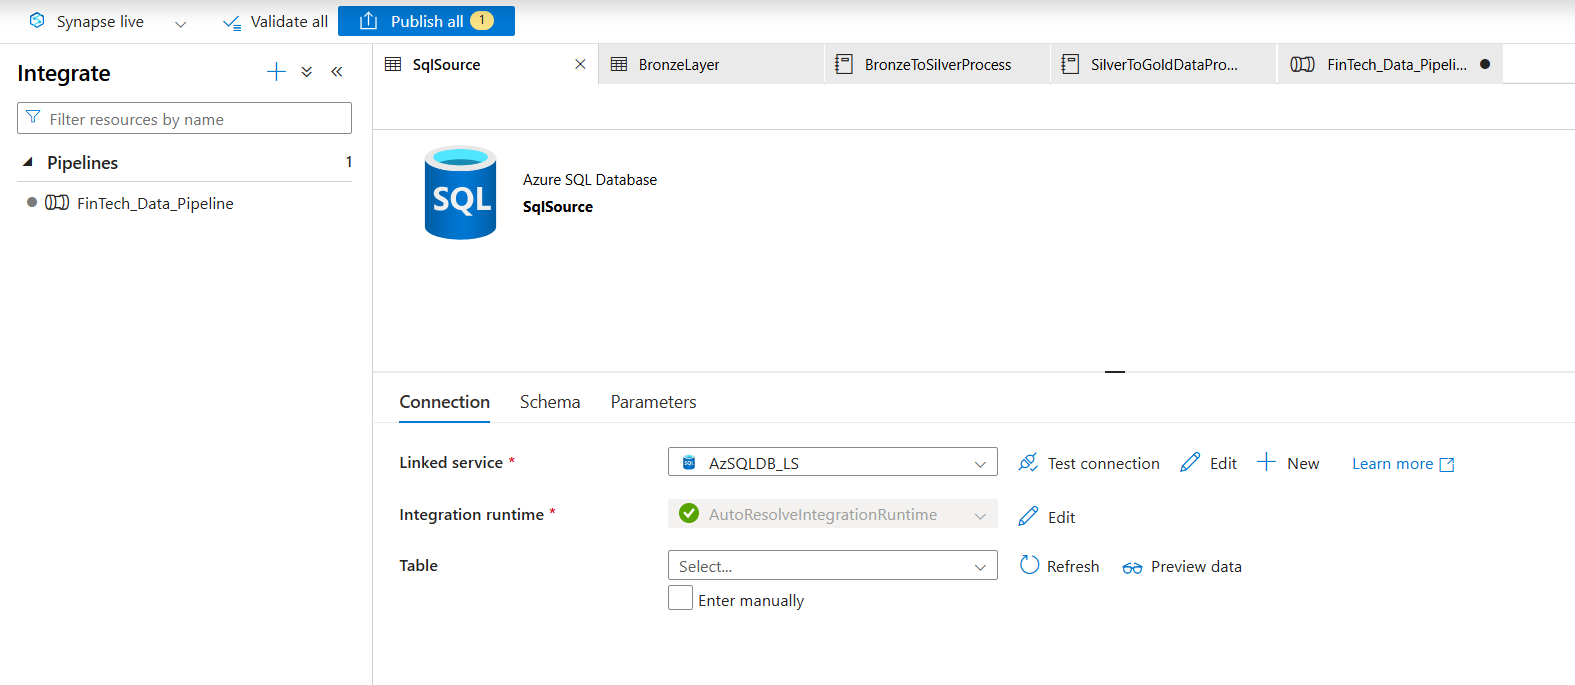 Synapse live
Validate all
Publish all 1
Integrate
Filter resources by name
Pipelines 1
FinTech_Data_Pipeline
SqlSource
BronzeLayer
BronzeToSilverProcess
SilverToGoldDataPro...
FinTech_Data_Pipeli...
SQL
Azure SQL Database
SqlSource
Connection
Schema
Parameters
Linked service *
SQL AzSQLDB_LS
Test connection
Edit
New
Learn more
Integration runtime *
AutoResolveIntegrationRuntime
Edit
Table
Select...
Refresh
Preview data
Enter manually